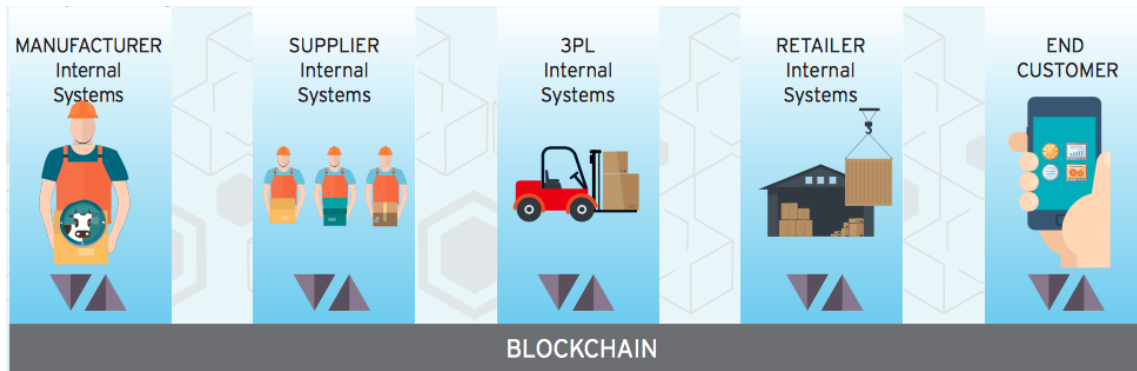 MANUFACTURER
Internal
Systems
SUPPLIER
Internal
Systems
3PL
Internal
Systems
RETAILER
Internal
Systems
END
CUSTOMER
BLOCKCHAIN